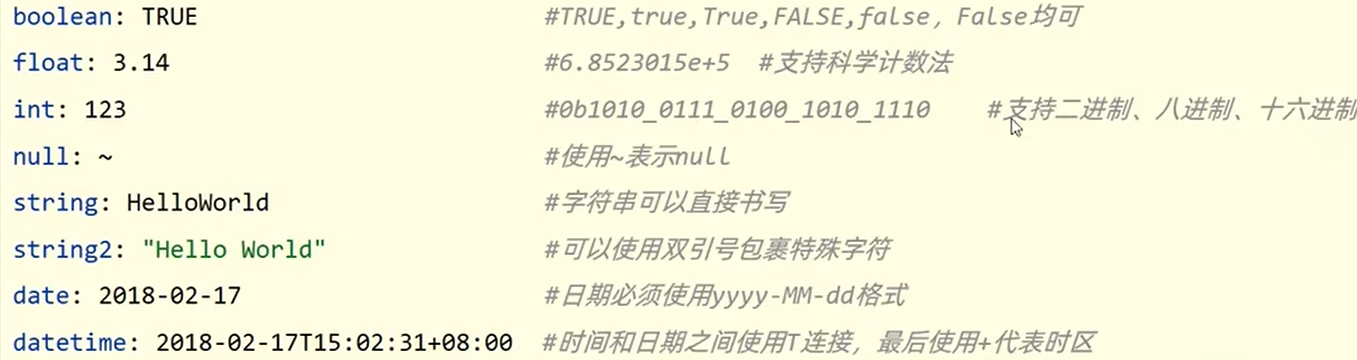 boolean: TRUE #TRUE,true,True,FALSE,false，False均可
float: 3.14 #6.8523015e+5 #支持科学计数法
int: 123 #0b1010_0111_0100_1010_1110 #支持二进制、八进制、十六进制
null: ~ #使用~表示null
string: HelloWorld #字符串可以直接书写
string2: "Hello World" #可以使用双引号包裹特殊字符
date: 2018-02-17 #日期必须使用yyyy-MM-dd格式
datetime: 2018-02-17T15:02:31+08:00 #时间和日期之间使用T连接，最后使用+代表时区